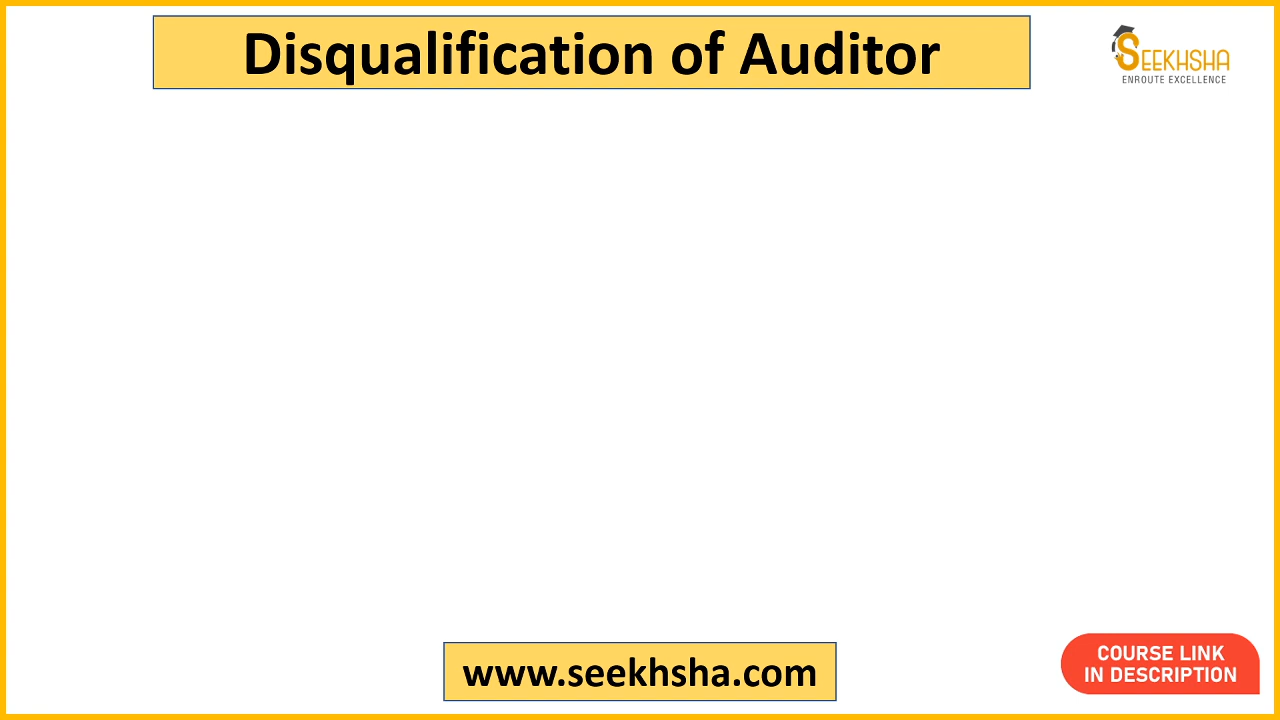 Disqualification of Auditor
SEEKHSHA
ENROUTE EXCELLENCE
www.seekhsha.com
COURSE LINK
IN DESCRIPTION